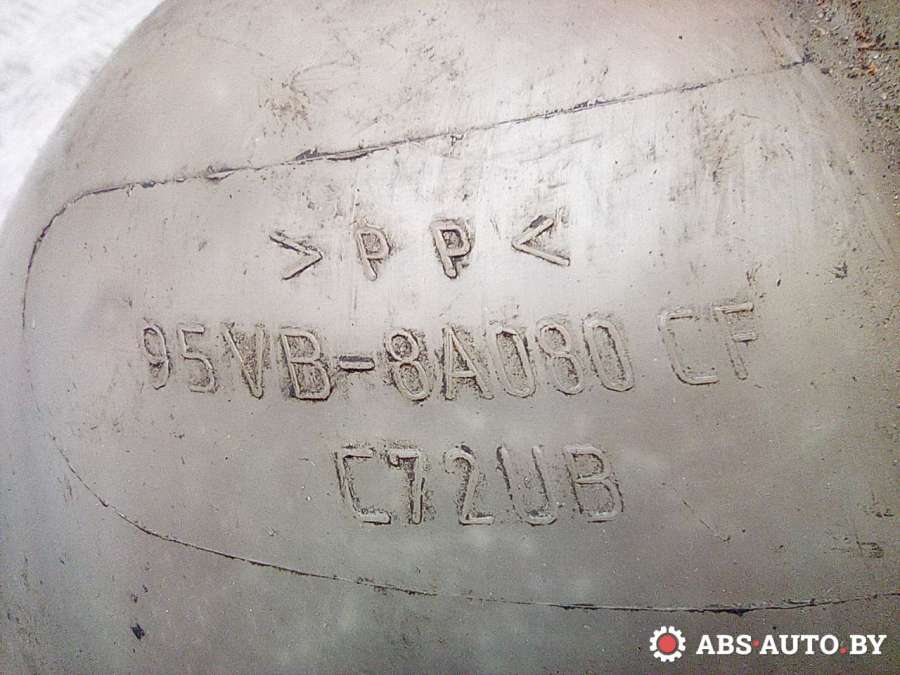 >PP<
95VB-8A080 CF
C72UB
ABS·AUTO.BY